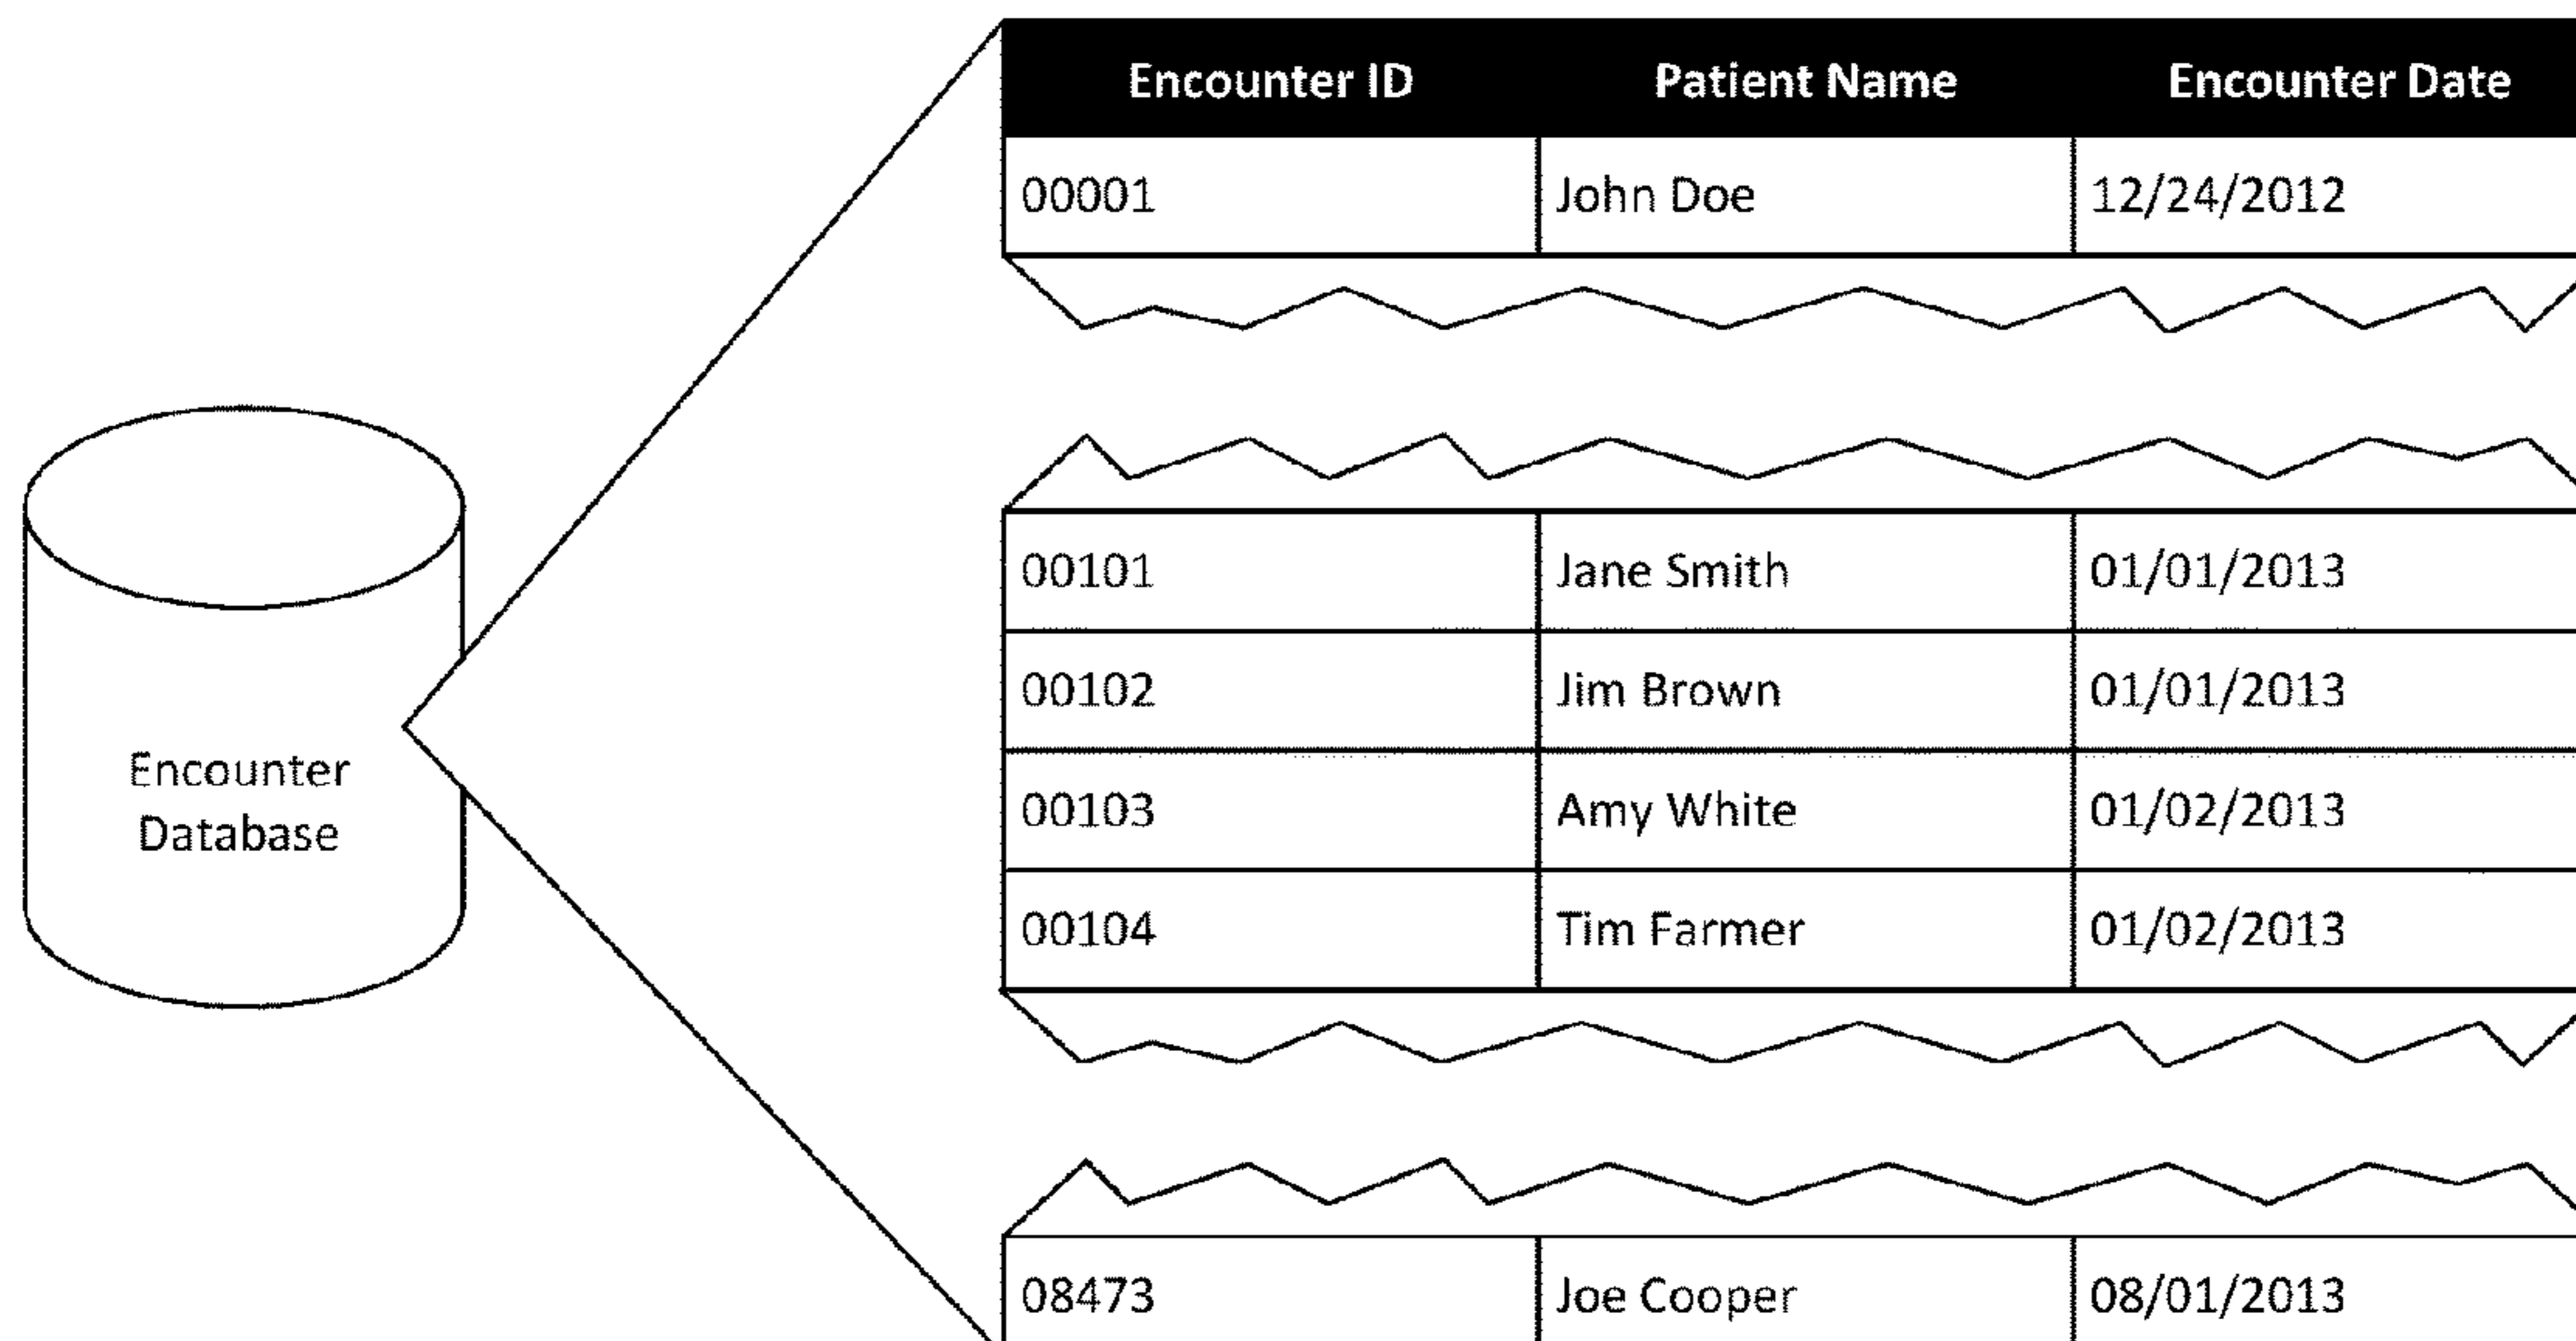 Encounter ID Patient Name Encounter Date
00001 John Doe 12/24/2012
00101 Jane Smith 01/01/2013
00102 Jim Brown 01/01/2013
00103 Amy White 01/02/2013
00104 Tim Farmer 01/02/2013
08473 Joe Cooper 08/01/2013
Encounter
Database